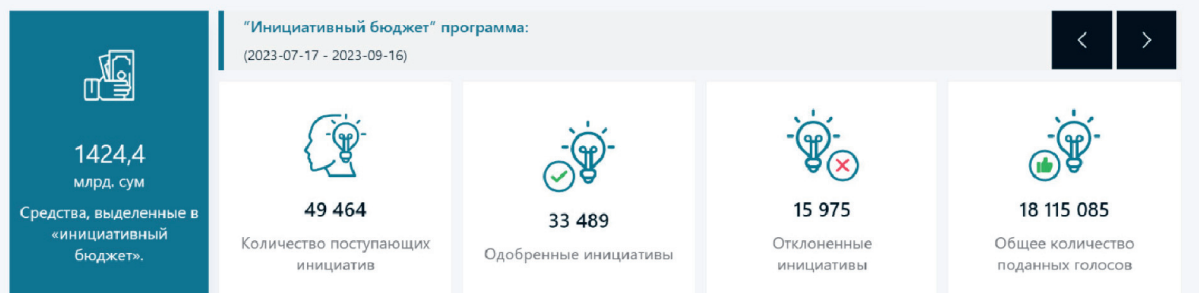 "Инициативный бюджет" программа:
(2023-07-17 - 2023-09-16)
1424,4
млрд. сум
Средства, выделенные в
«инициативный
бюджет».
49 464
Количество поступающих
инициатив
33 489
Одобренные инициативы
15 975
Отклоненные
инициативы
18 115 085
Общее количество
поданных голосов